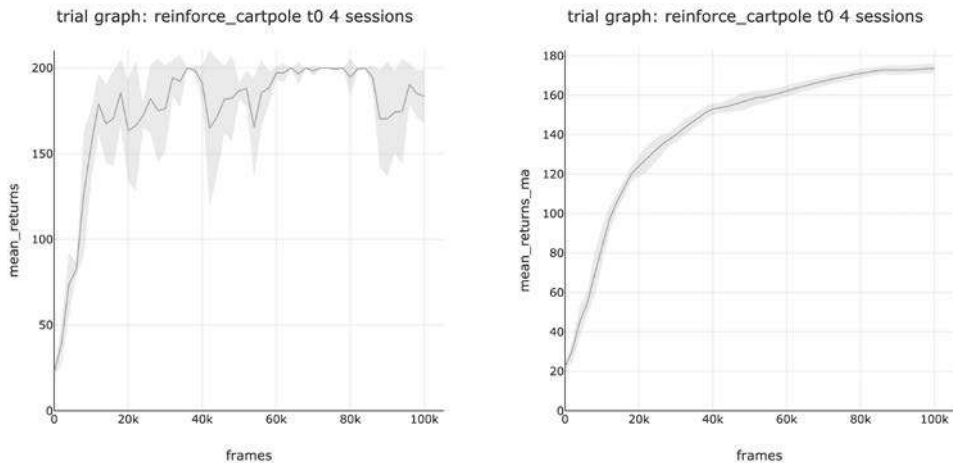 trial graph: reinforce_cartpole t0 4 sessions
200
150
100
50
0
mean_returns
0 20k 40k 60k 80k 100k
frames
trial graph: reinforce_cartpole t0 4 sessions
180
160
140
120
100
80
60
40
20
0
mean_returns_ma
0 20k 40k 60k 80k 100k
frames